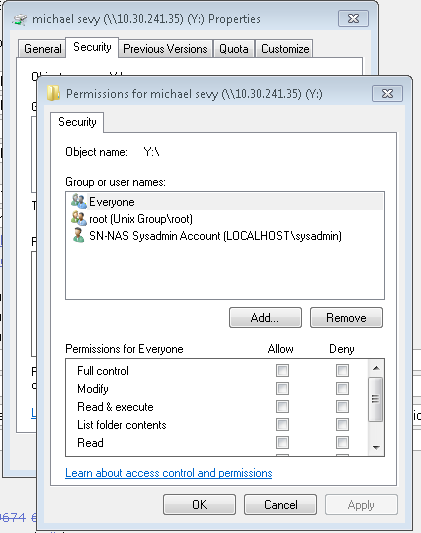 michael sevy (\\10.30.241.35) (Y:) Properties
General Security Previous Versions Quota Customize
Permissions for michael sevy (\\10.30.241.35) (Y:)
Security
Object name: Y:\
Group or user names:
Everyone
root (Unix Group\root)
SN-NAS Sysadmin Account (LOCALHOST\sysadmin)
Add... Remove
Permissions for Everyone Allow Deny
Full control
Modify
Read & execute
List folder contents
Read
Learn about access control and permissions
OK Cancel Apply